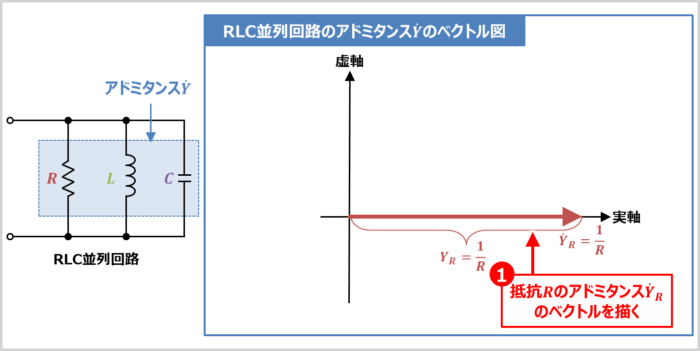 RLC並列回路のアドミタンスẎのベクトル図
アドミタンスẎ
R
L
C
RLC並列回路
虚軸
実軸
Y_R = 1/R
Ẏ_R = 1/R
1
抵抗RのアドミタンスẎ_R
のベクトルを描く